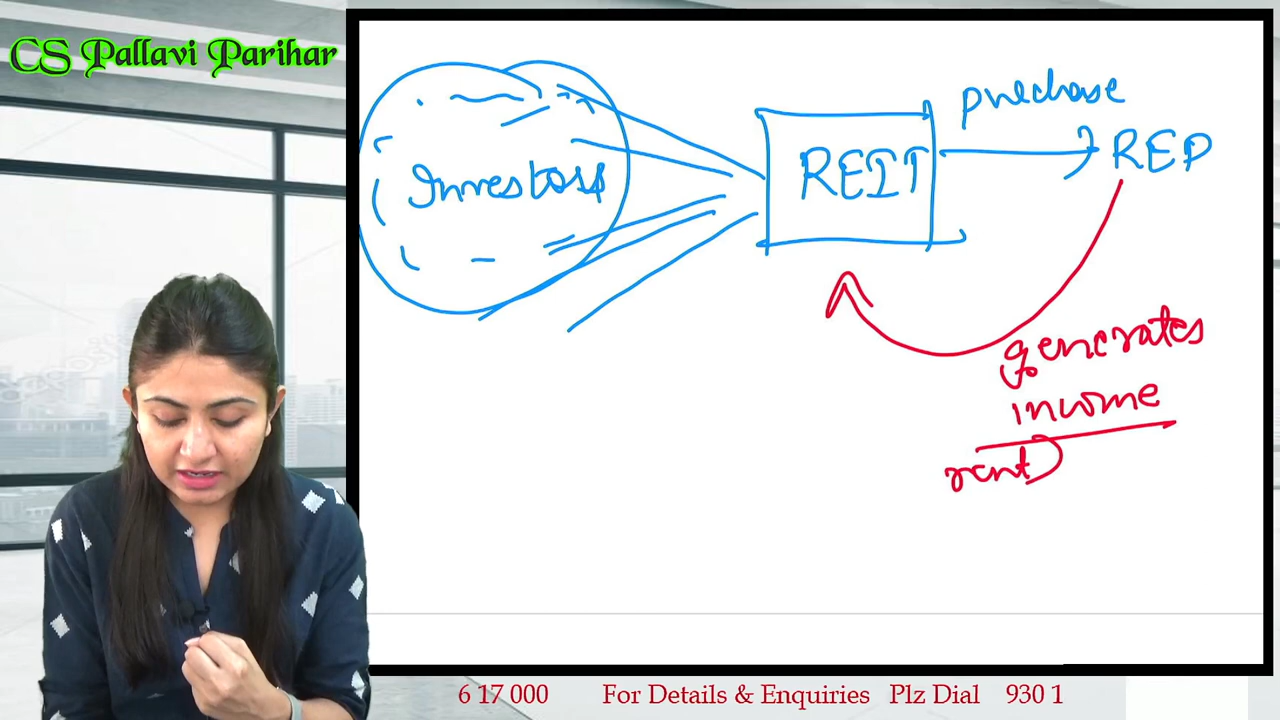 CS Pallavi Parihar
Investors
REIT
purchase
REP
generates
income
rent
6 17 000 For Details & Enquiries Plz Dial 930 1